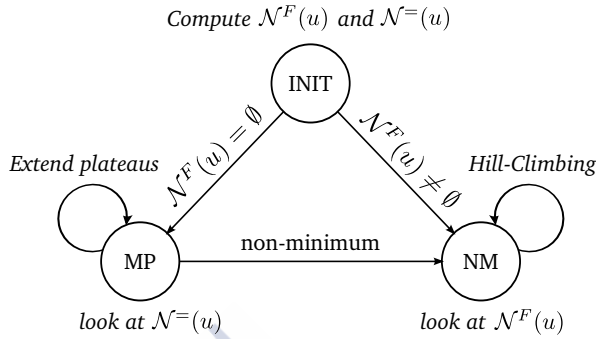 Compute 𝒩^F(u) and 𝒩^=(u)
INIT
𝒩^F(u) = ∅
𝒩^F(u) ≠ ∅
Extend plateaus
Hill-Climbing
MP
non-minimum
NM
look at 𝒩^=(u)
look at 𝒩^F(u)